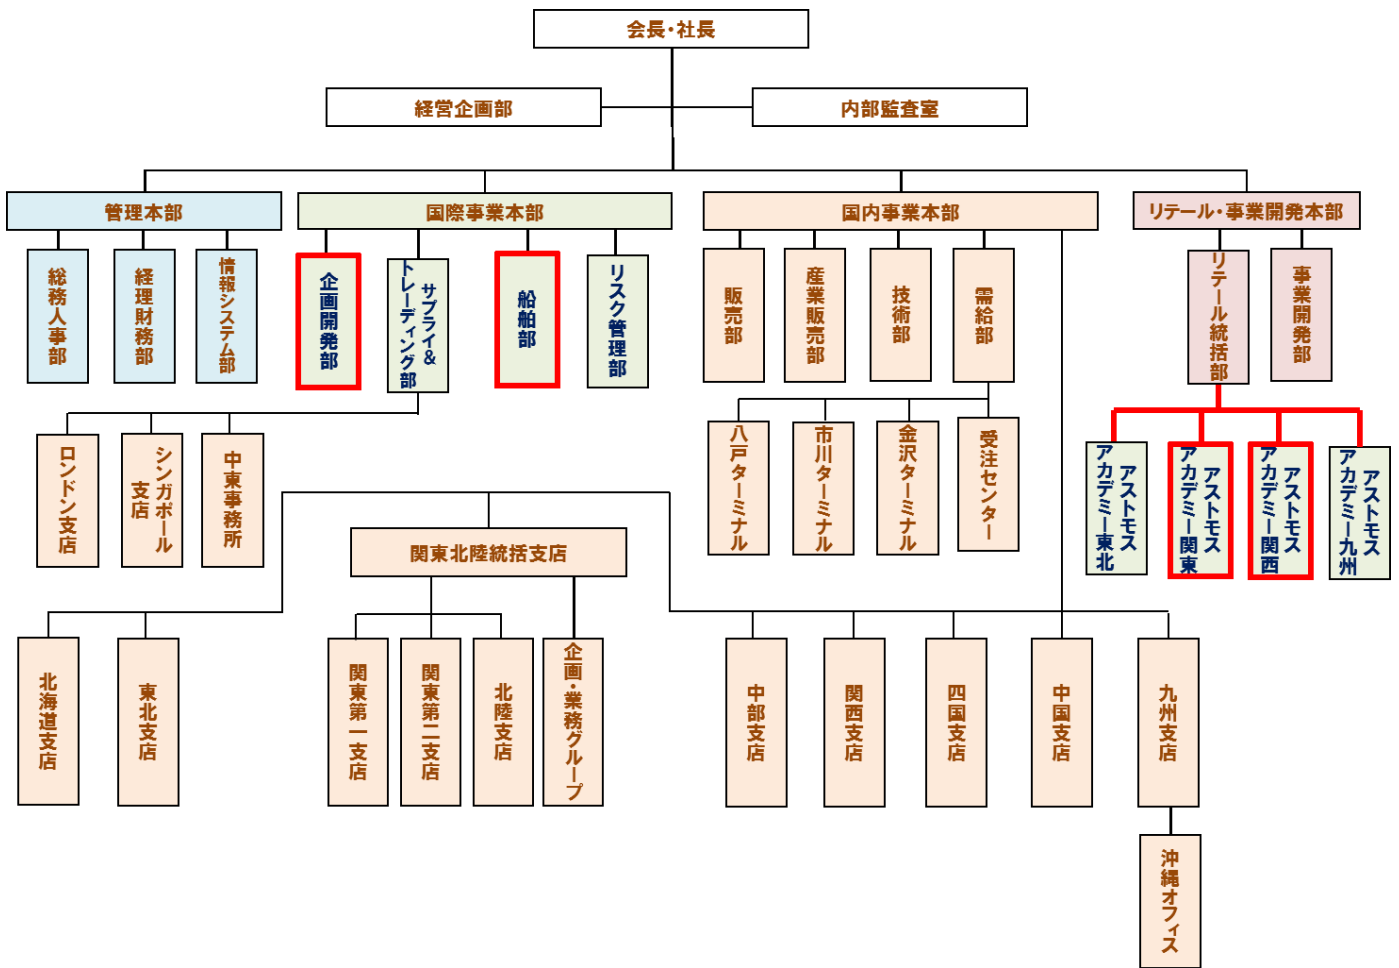 会長・社長
経営企画部
内部監査室
管理本部
国際事業本部
国内事業本部
リテール・事業開発本部
総務人事部
経理財務部
情報システム部
企画開発部
サプライ&
トレーディング部
船舶部
リスク管理部
販売部
産業販売部
技術部
需給部
リテール統括部
事業開発部
ロンドン支店
シンガポール
支店
中東事務所
八戸ターミナル
市川ターミナル
金沢ターミナル
受注センター
アストモス
アカデミー東北
アストモス
アカデミー関東
アストモス
アカデミー関西
アストモス
アカデミー九州
関東北陸統括支店
北海道支店
東北支店
関東第一支店
関東第二支店
北陸支店
企画・業務グループ
中部支店
関西支店
四国支店
中国支店
九州支店
沖縄オフィス